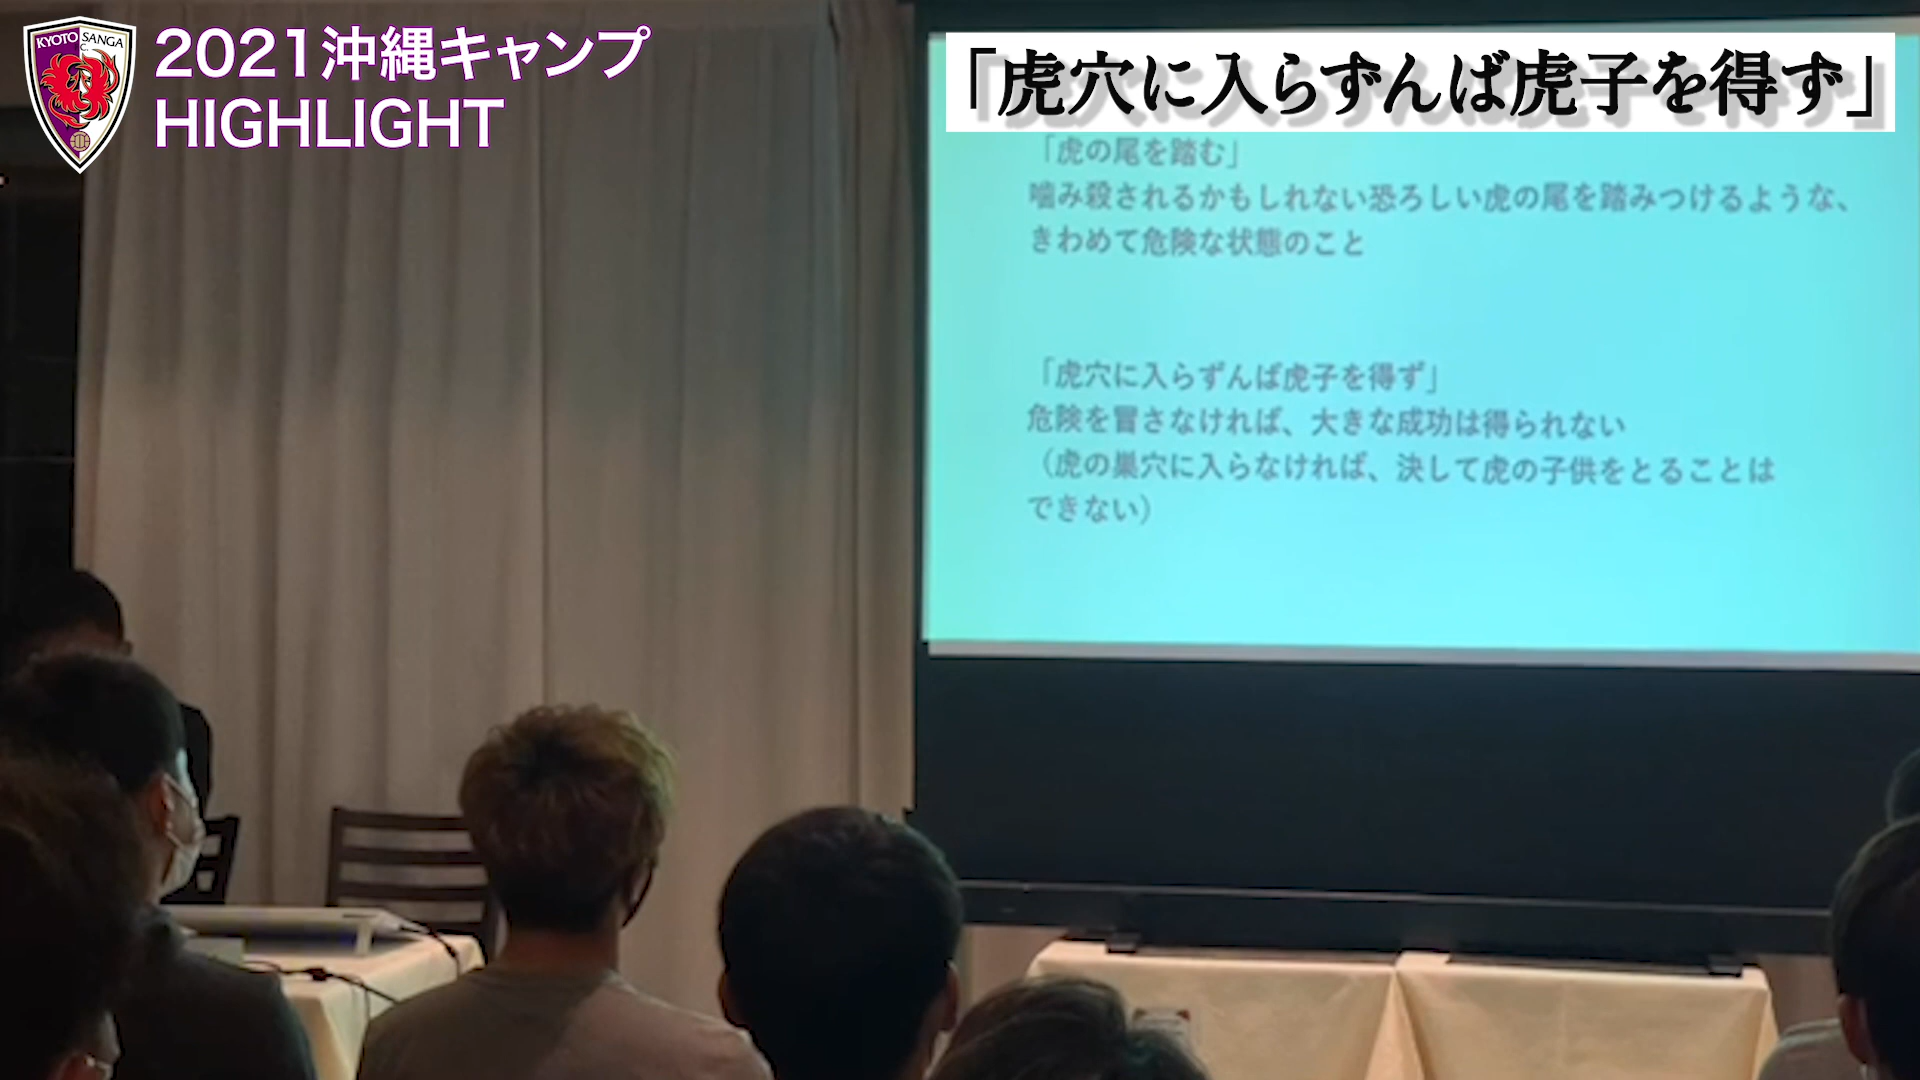 KYOTO SANGA
F.C.
2021沖縄キャンプ
HIGHLIGHT
「虎穴に入らずんば虎子を得ず」
「虎の尾を踏む」
噛み殺されるかもしれない恐ろしい虎の尾を踏みつけるような、
きわめて危険な状態のこと
「虎穴に入らずんば虎子を得ず」
危険を冒さなければ、大きな成功は得られない
（虎の巣穴に入らなければ、決して虎の子供をとることは
できない）